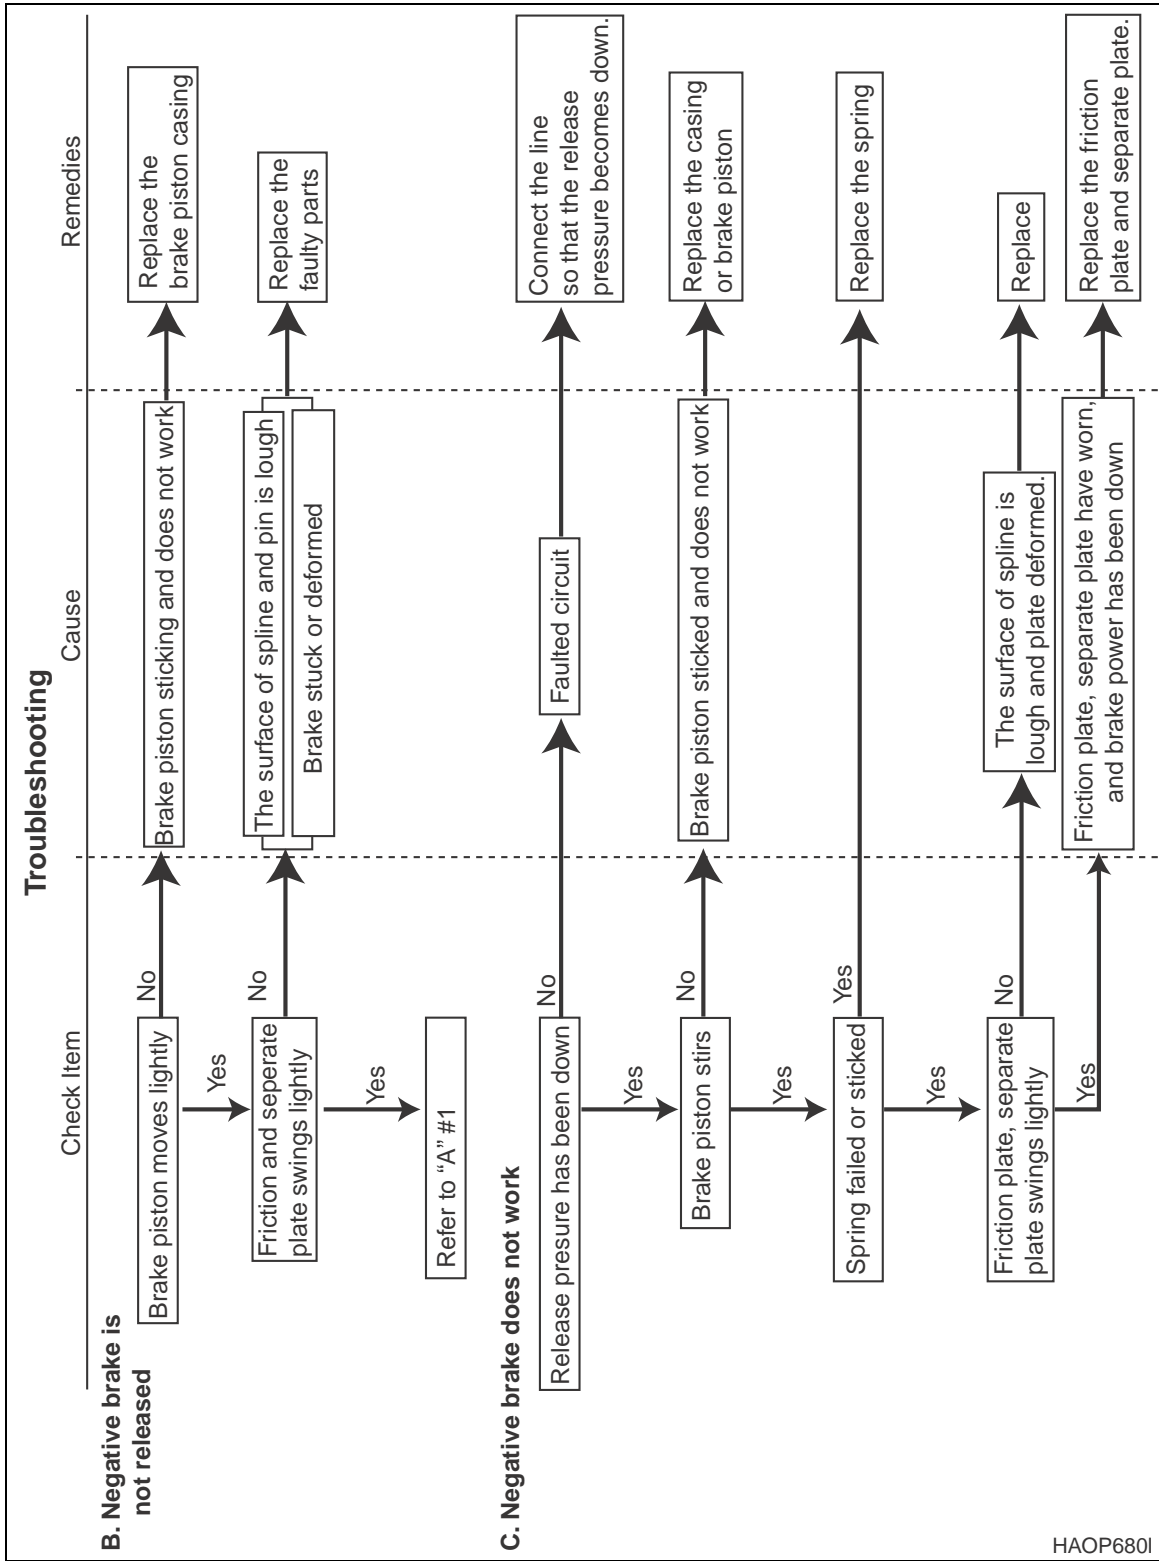 Troubleshooting
Check Item
Cause
Remedies
B. Negative brake is
not released
Brake piston moves lightly
No
Brake piston sticking and does not work
Replace the
brake piston casing
Yes
Friction and seperate
plate swings lightly
No
The surface of spline and pin is lough
Brake stuck or deformed
Replace the
faulty parts
Yes
Refer to “A” #1
C. Negative brake does not work
Release presure has been down
No
Faulted circuit
Connect the line
so that the release
pressure becomes down.
Yes
Brake piston stirs
No
Brake piston sticked and does not work
Replace the casing
or brake piston
Yes
Spring failed or sticked
Yes
Replace the spring
Yes
Friction plate, separate
plate swings lightly
No
The surface of spline is
lough and plate deformed.
Replace
Yes
Friction plate, separate plate have worn,
and brake power has been down
Replace the friction
plate and separate plate.
HAOP680l